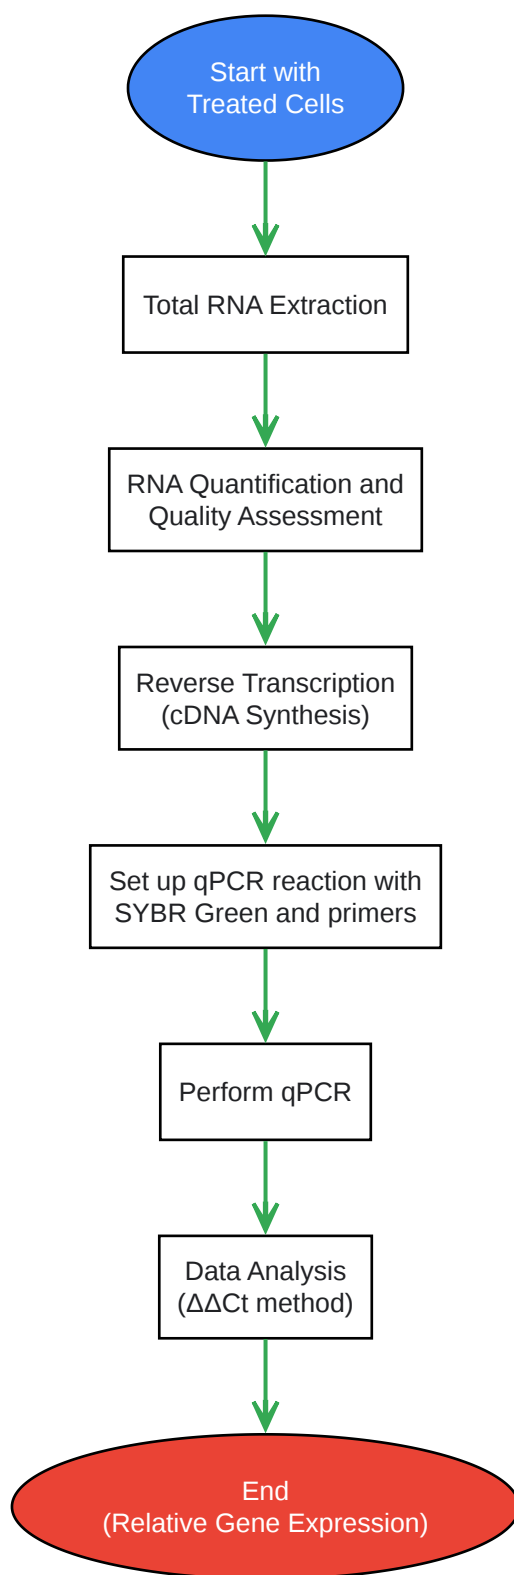 Start with
Treated Cells
Total RNA Extraction
RNA Quantification and
Quality Assessment
Reverse Transcription
(cDNA Synthesis)
Set up qPCR reaction with
SYBR Green and primers
Perform qPCR
Data Analysis
(ΔΔCt method)
End
(Relative Gene Expression)